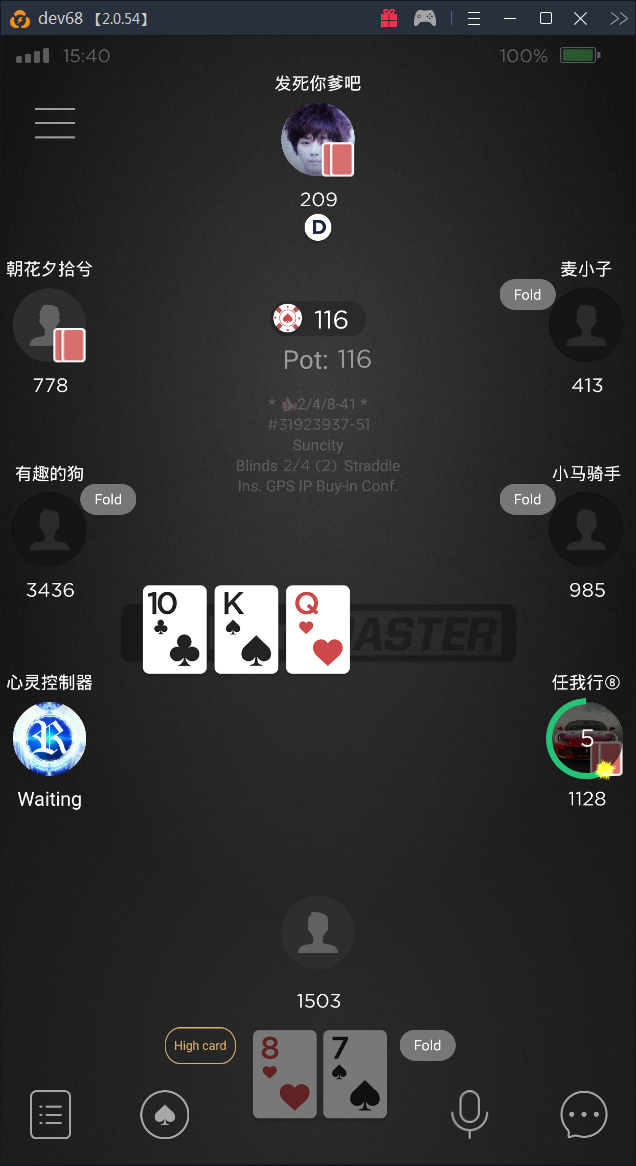 dev68 【2.0.54】
15:40
100%
发死你爹吧
209
D
朝花夕拾兮
778
麦小子
Fold
413
116
Pot: 116
* 2/4/8-41 *
#31923937-51
Suncity
Blinds 2/4 (2) Straddle
Ins. GPS IP Buy-in Conf.
有趣的狗
Fold
3436
小马骑手
Fold
985
10
K
Q
ASTER
心灵控制器
R
Waiting
任我行⑧
5
1128
1503
High card
8
7
Fold